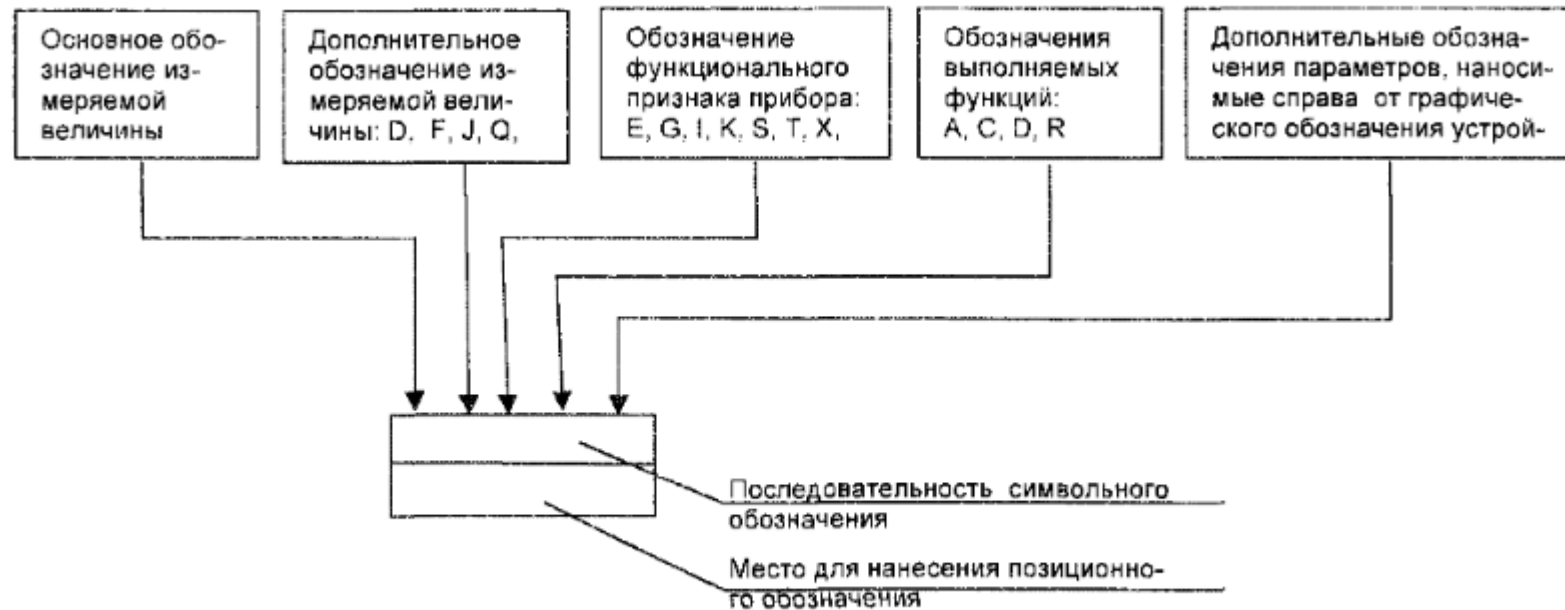 Основное обо-
значение из-
меряемой
величины
Дополнительное
обозначение из-
меряемой вели-
чины: D, F, J, Q,
Обозначение
функционального
признака прибора:
E, G, I, K, S, T, X,
Обозначения
выполняемых
функций:
A, C, D, R
Дополнительные обозна-
чения параметров, наноси-
мые справа от графиче-
ского обозначения устрой-
Последовательность символьного
обозначения
Место для нанесения позиционно-
го обозначения